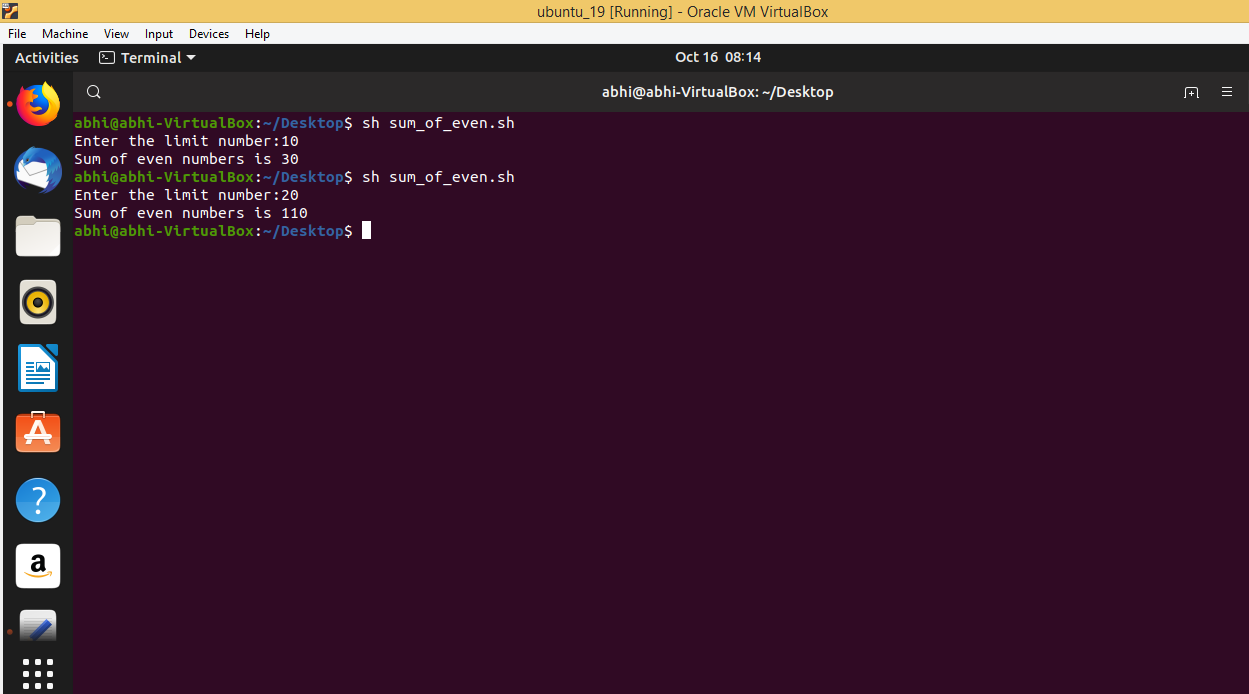 ubuntu_19 [Running] - Oracle VM VirtualBox
File Machine View Input Devices Help
Activities Terminal Oct 16 08:14
abhi@abhi-VirtualBox: ~/Desktop
abhi@abhi-VirtualBox:~/Desktop$ sh sum_of_even.sh
Enter the limit number:10
Sum of even numbers is 30
abhi@abhi-VirtualBox:~/Desktop$ sh sum_of_even.sh
Enter the limit number:20
Sum of even numbers is 110
abhi@abhi-VirtualBox:~/Desktop$
?
a